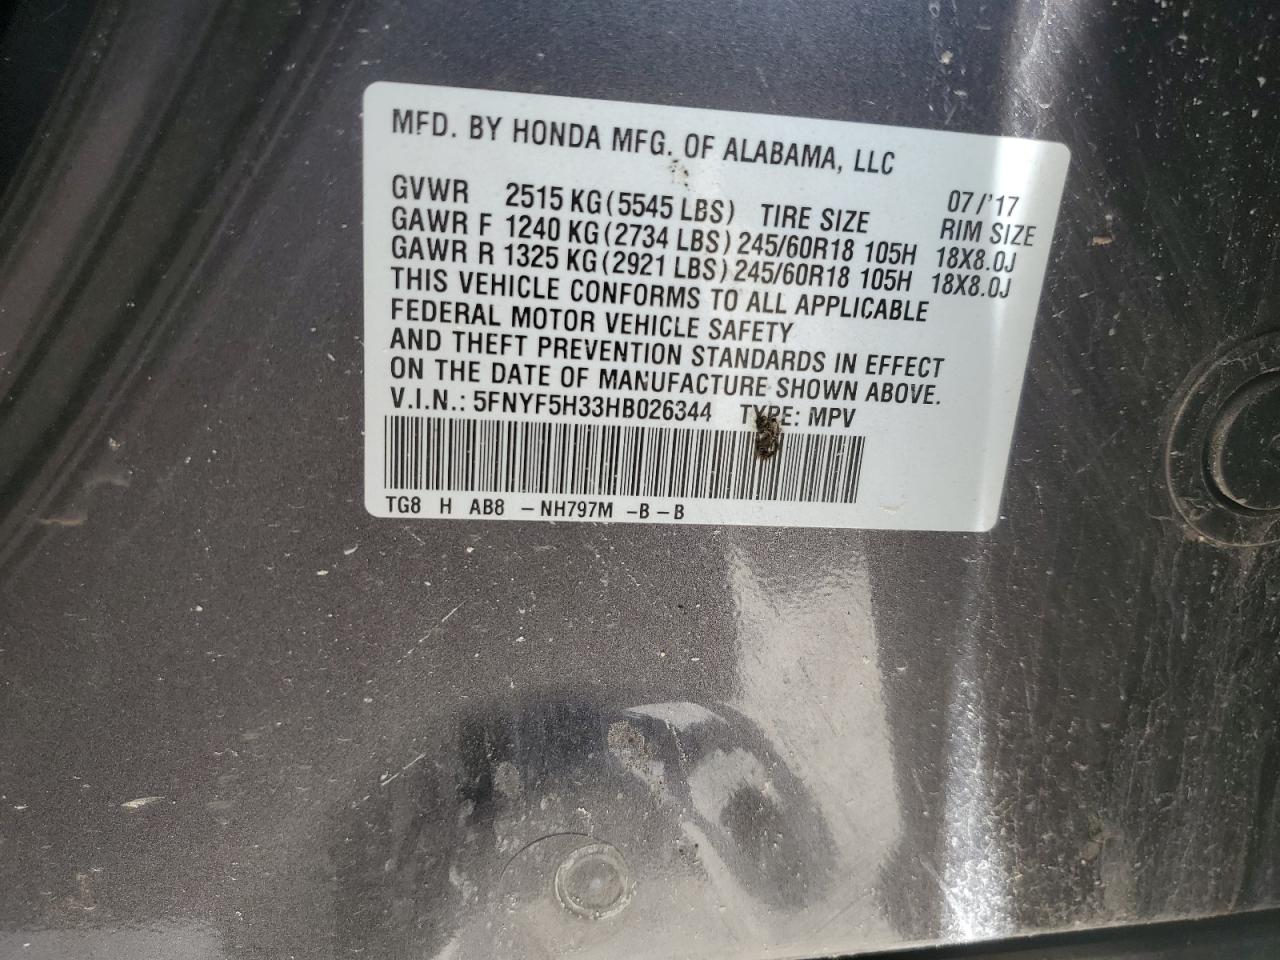 MFD. BY HONDA MFG. OF ALABAMA, LLC
07/'17
GVWR 2515 KG (5545 LBS) TIRE SIZE RIM SIZE
GAWR F 1240 KG (2734 LBS) 245/60R18 105H 18X8.0J
GAWR R 1325 KG (2921 LBS) 245/60R18 105H 18X8.0J
THIS VEHICLE CONFORMS TO ALL APPLICABLE
FEDERAL MOTOR VEHICLE SAFETY
AND THEFT PREVENTION STANDARDS IN EFFECT
ON THE DATE OF MANUFACTURE SHOWN ABOVE.
V.I.N.: 5FNYF5H33HB026344 TYPE: MPV
TG8 H AB8 -NH797M -B-B